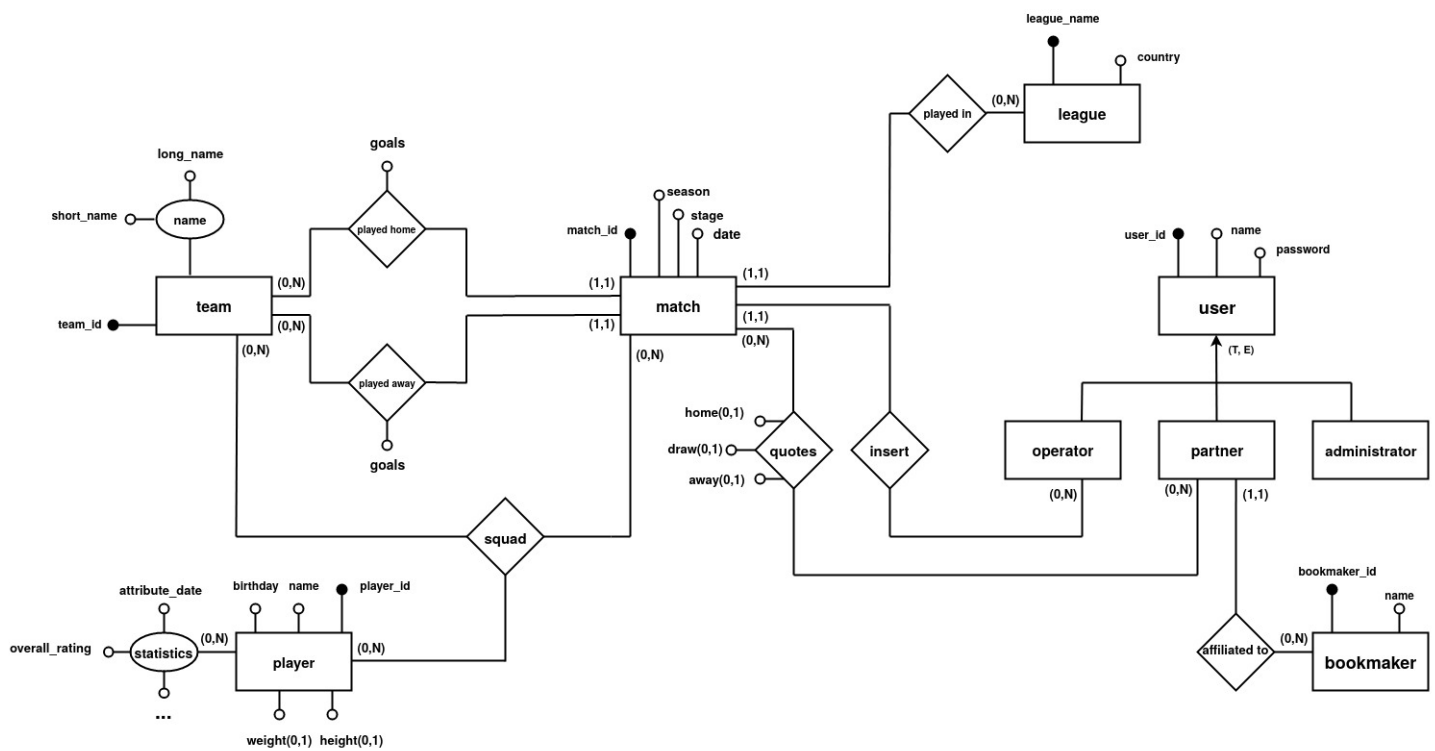 league_name
country
played in
(0,N)
league
goals
long_name
short_name
name
played home
season
stage
date
match_id
user_id
name
password
(0,N)
(1,1)
(1,1)
team
match
user
team_id
(0,N)
(1,1)
(1,1)
(0,N)
(0,N)
(0,N)
(T, E)
played away
goals
home(0,1)
draw(0,1)
away(0,1)
quotes
insert
operator
partner
administrator
(0,N)
(0,N)
(1,1)
squad
attribute_date
birthday
name
player_id
bookmaker_id
name
overall_rating
statistics
(0,N)
player
(0,N)
affiliated to
(0,N)
bookmaker
...
weight(0,1)
height(0,1)